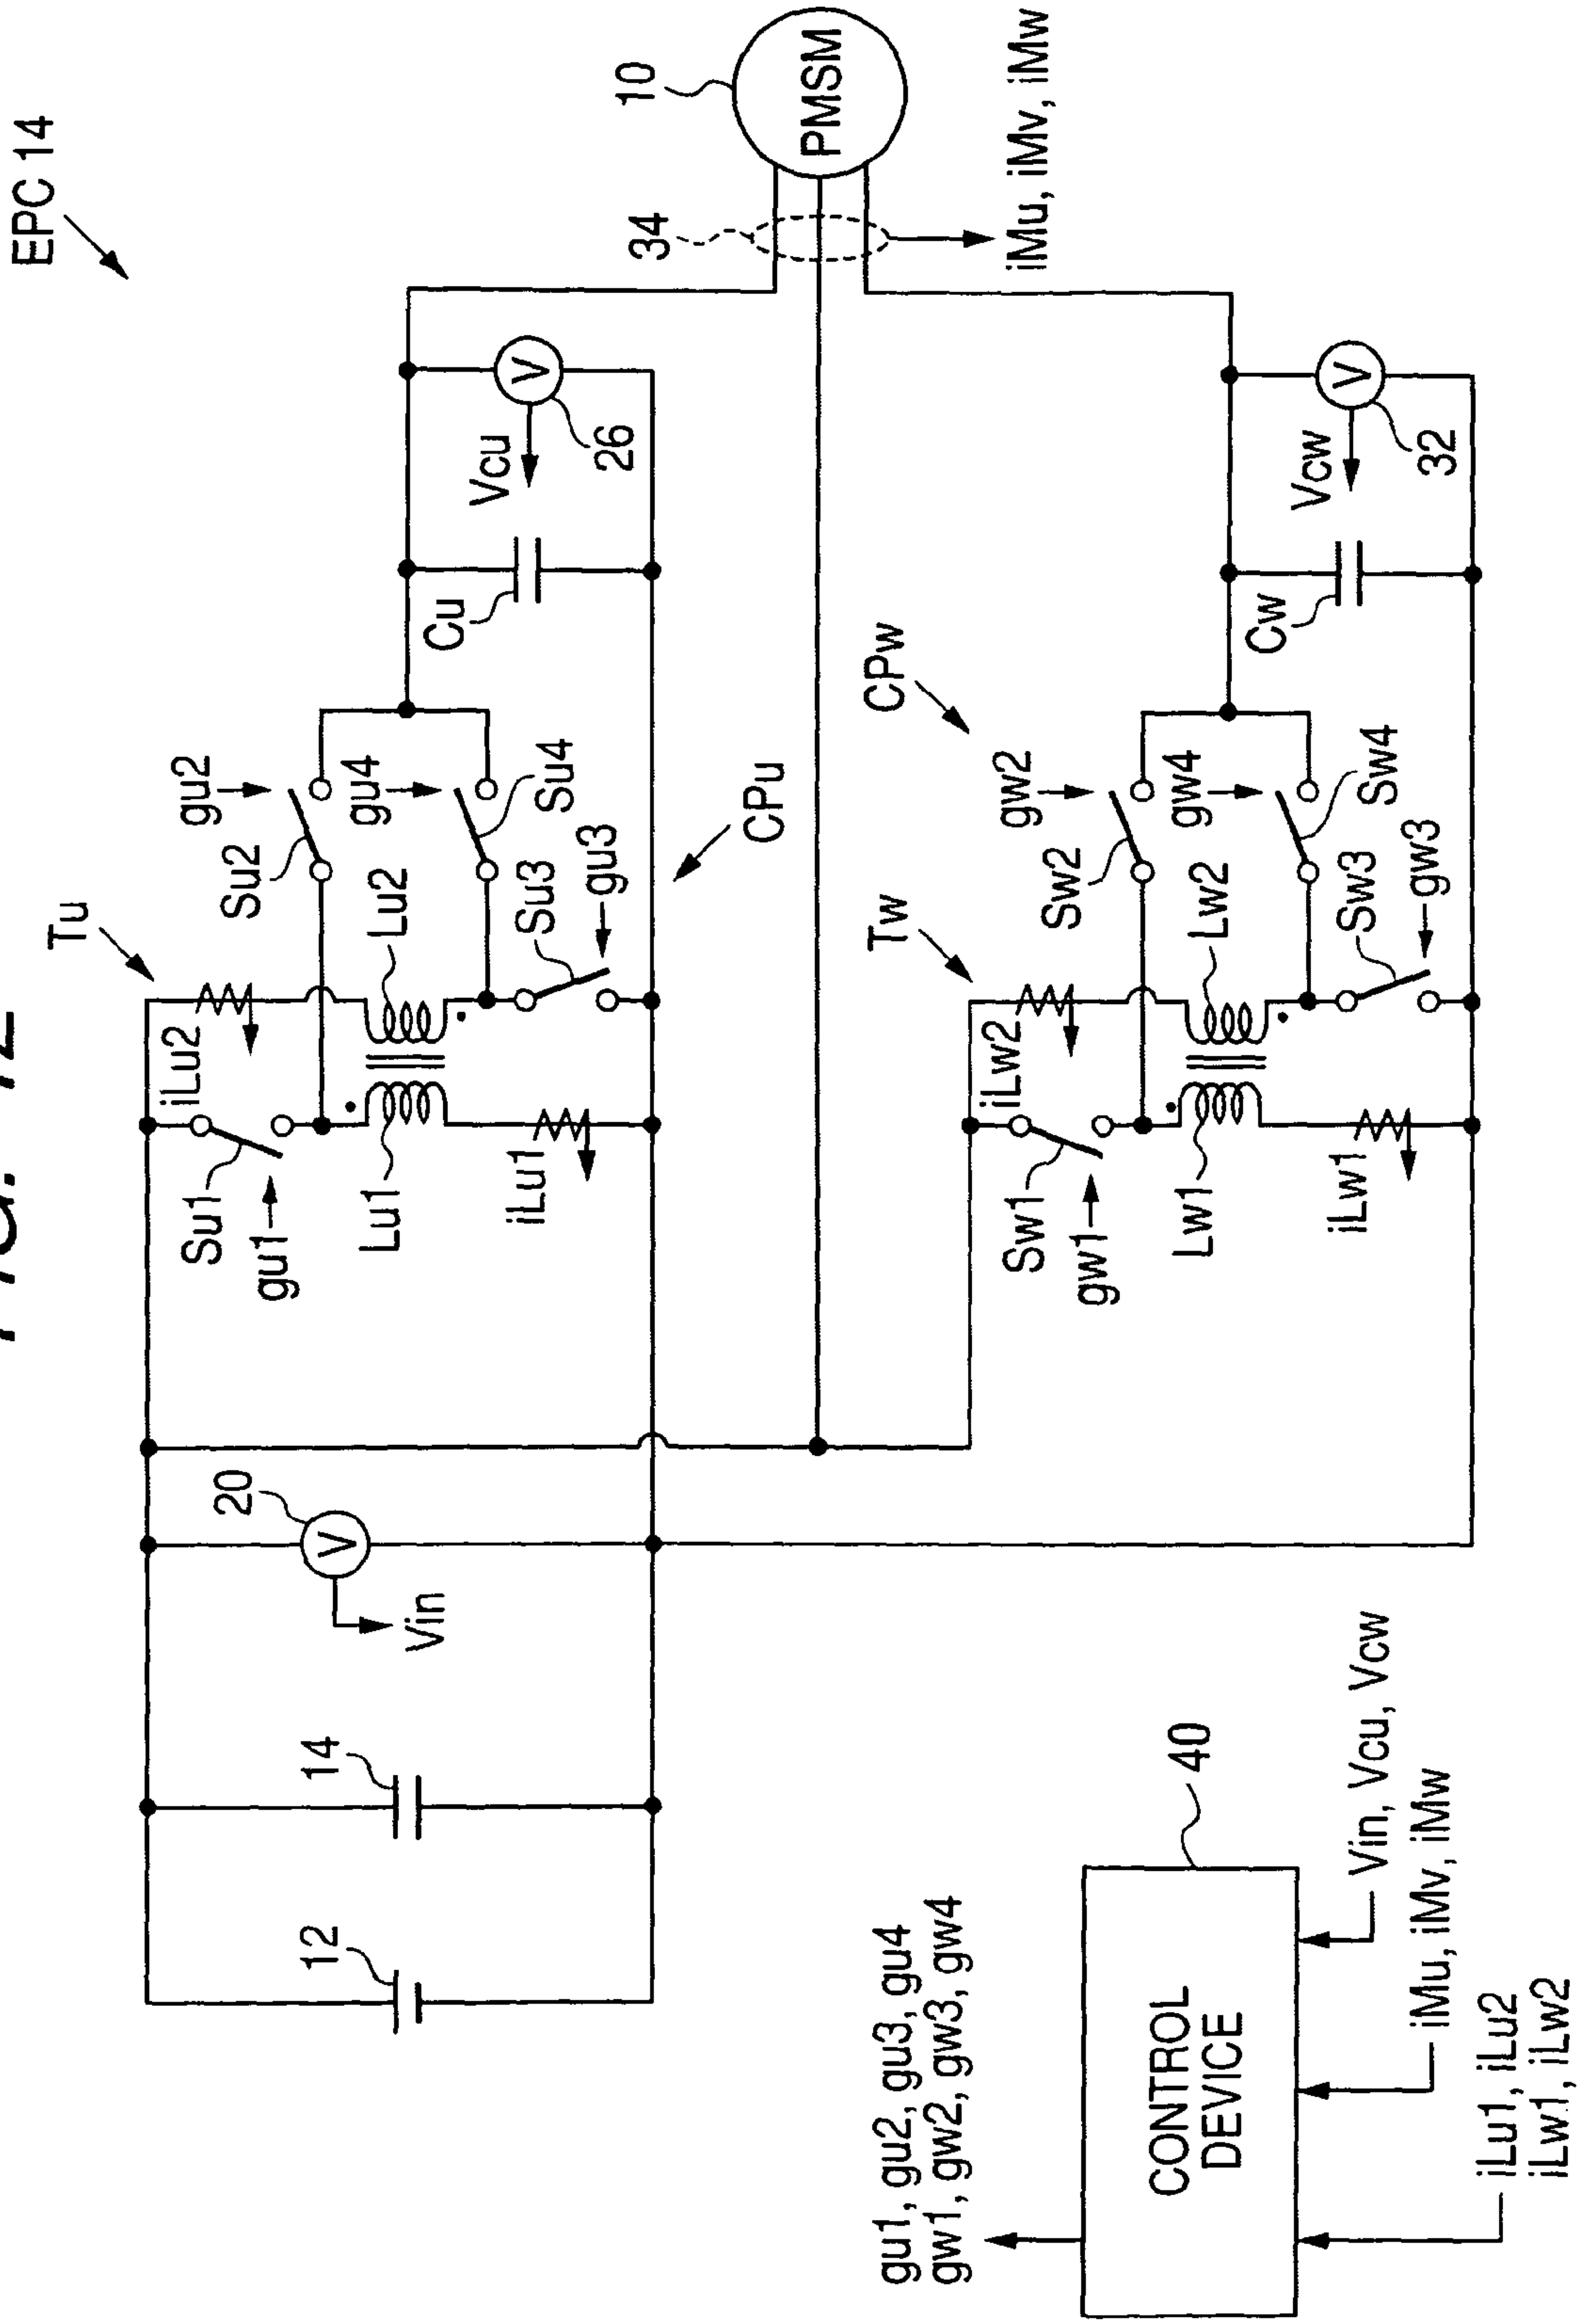 EPC 14
10
PMSM
34
iMu, iMv, iMw
V
26
Vcu
Cu
gu2
Su2
gu4
Su4
Tu
Lu2
Su3
gu3
CPu
iLu2
Su1
gu1
Lu1
iLu1
V
32
Vcw
Cw
CPw
gw2
Sw2
gw4
Sw4
Tw
Lw2
Sw3
gw3
iLw2
Sw1
gw1
Lw1
iLw1
20
V
Vin
14
12
gu1, gu2, gu3, gu4
gw1, gw2, gw3, gw4
CONTROL
DEVICE
40
Vin, Vcu, Vcw
iMu, iMv, iMw
iLu1, iLu2
iLw1, iLw2